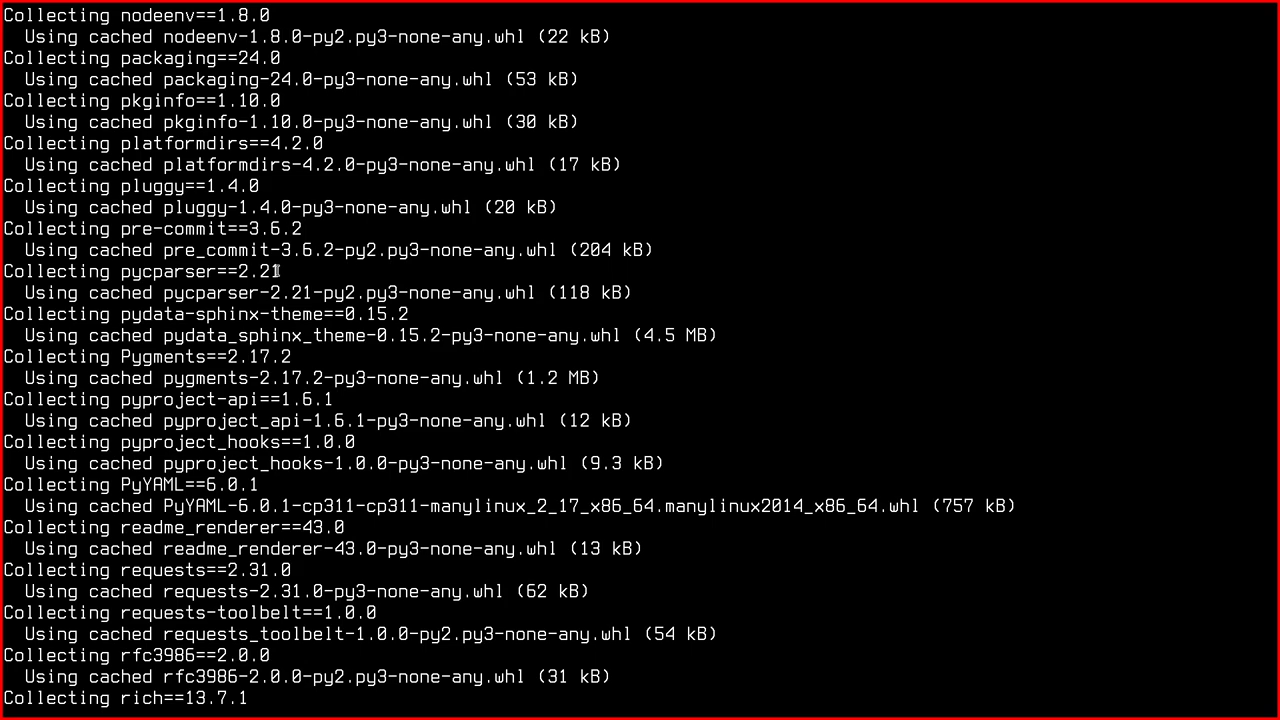 Collecting nodeenv==1.8.0
  Using cached nodeenv-1.8.0-py2.py3-none-any.whl (22 kB)
Collecting packaging==24.0
  Using cached packaging-24.0-py3-none-any.whl (53 kB)
Collecting pkginfo==1.10.0
  Using cached pkginfo-1.10.0-py3-none-any.whl (30 kB)
Collecting platformdirs==4.2.0
  Using cached platformdirs-4.2.0-py3-none-any.whl (17 kB)
Collecting pluggy==1.4.0
  Using cached pluggy-1.4.0-py3-none-any.whl (20 kB)
Collecting pre-commit==3.6.2
  Using cached pre_commit-3.6.2-py2.py3-none-any.whl (204 kB)
Collecting pycparser==2.21
  Using cached pycparser-2.21-py2.py3-none-any.whl (118 kB)
Collecting pydata-sphinx-theme==0.15.2
  Using cached pydata_sphinx_theme-0.15.2-py3-none-any.whl (4.5 MB)
Collecting Pygments==2.17.2
  Using cached pygments-2.17.2-py3-none-any.whl (1.2 MB)
Collecting pyproject-api==1.6.1
  Using cached pyproject_api-1.6.1-py3-none-any.whl (12 kB)
Collecting pyproject_hooks==1.0.0
  Using cached pyproject_hooks-1.0.0-py3-none-any.whl (9.3 kB)
Collecting PyYAML==6.0.1
  Using cached PyYAML-6.0.1-cp311-cp311-manylinux_2_17_x86_64.manylinux2014_x86_64.whl (757 kB)
Collecting readme_renderer==43.0
  Using cached readme_renderer-43.0-py3-none-any.whl (13 kB)
Collecting requests==2.31.0
  Using cached requests-2.31.0-py3-none-any.whl (62 kB)
Collecting requests-toolbelt==1.0.0
  Using cached requests_toolbelt-1.0.0-py2.py3-none-any.whl (54 kB)
Collecting rfc3986==2.0.0
  Using cached rfc3986-2.0.0-py2.py3-none-any.whl (31 kB)
Collecting rich==13.7.1